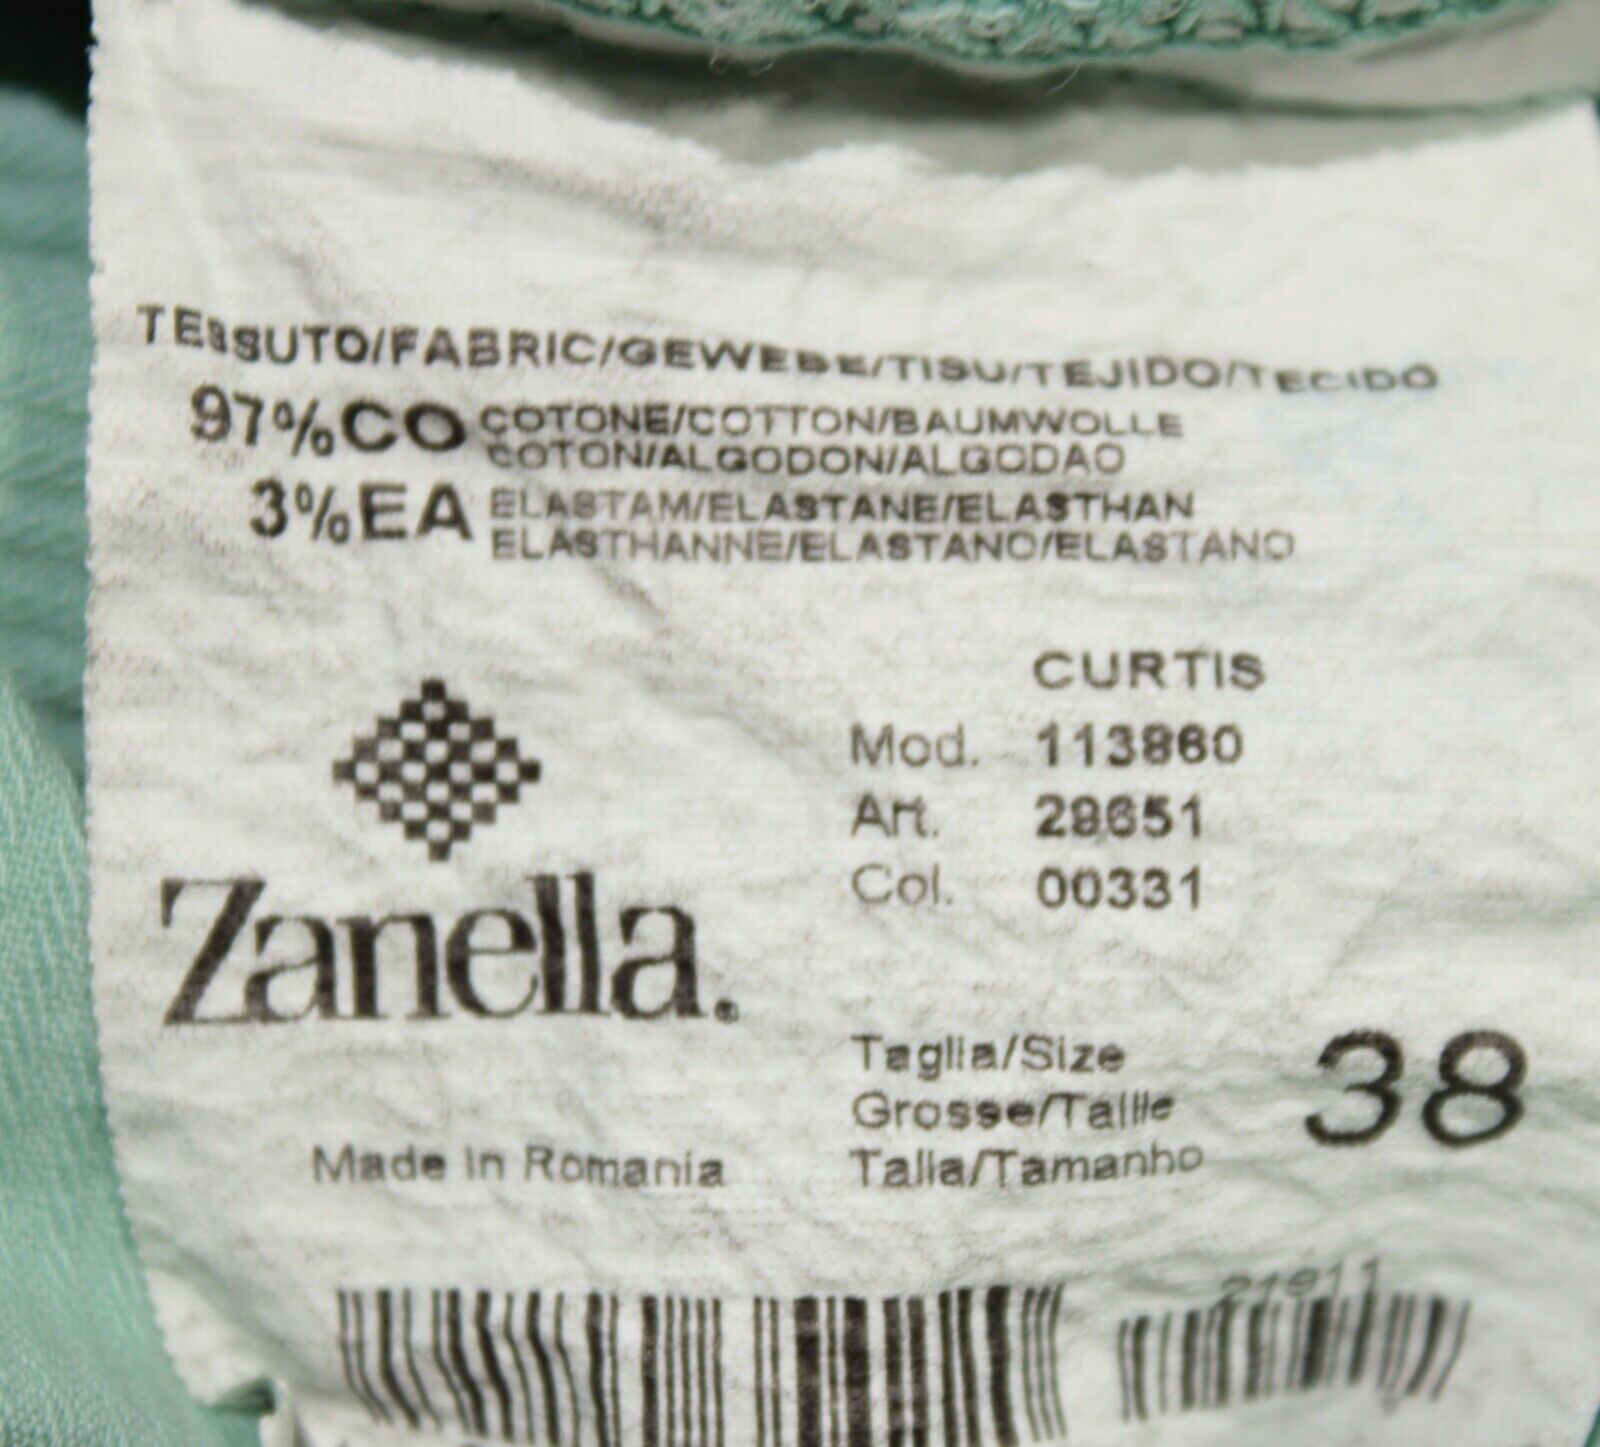 TESSUTO/FABRIC/GEWEBE/TISU/TEJIDO/TECIDO
97%CO COTONE/COTTON/BAUMWOLLE
COTON/ALGODON/ALGODAO
3%EA ELASTAM/ELASTANE/ELASTHAN
ELASTHANNE/ELASTANO/ELASTANO
CURTIS
Mod. 113860
Art. 28651
Col. 00331
Zanella®
Taglia/Size
Grosse/Taille
Talla/Tamanho
38
Made in Romania
21911